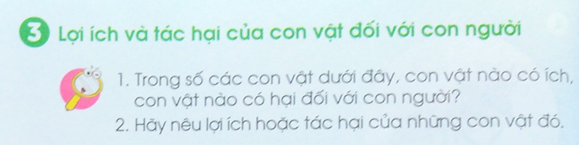 3 Lợi ích và tác hại của con vật đối với con người
1. Trong số các con vật dưới đây, con vật nào có ích,
con vật nào có hại đối với con người?
2. Hãy nêu lợi ích hoặc tác hại của những con vật đó.